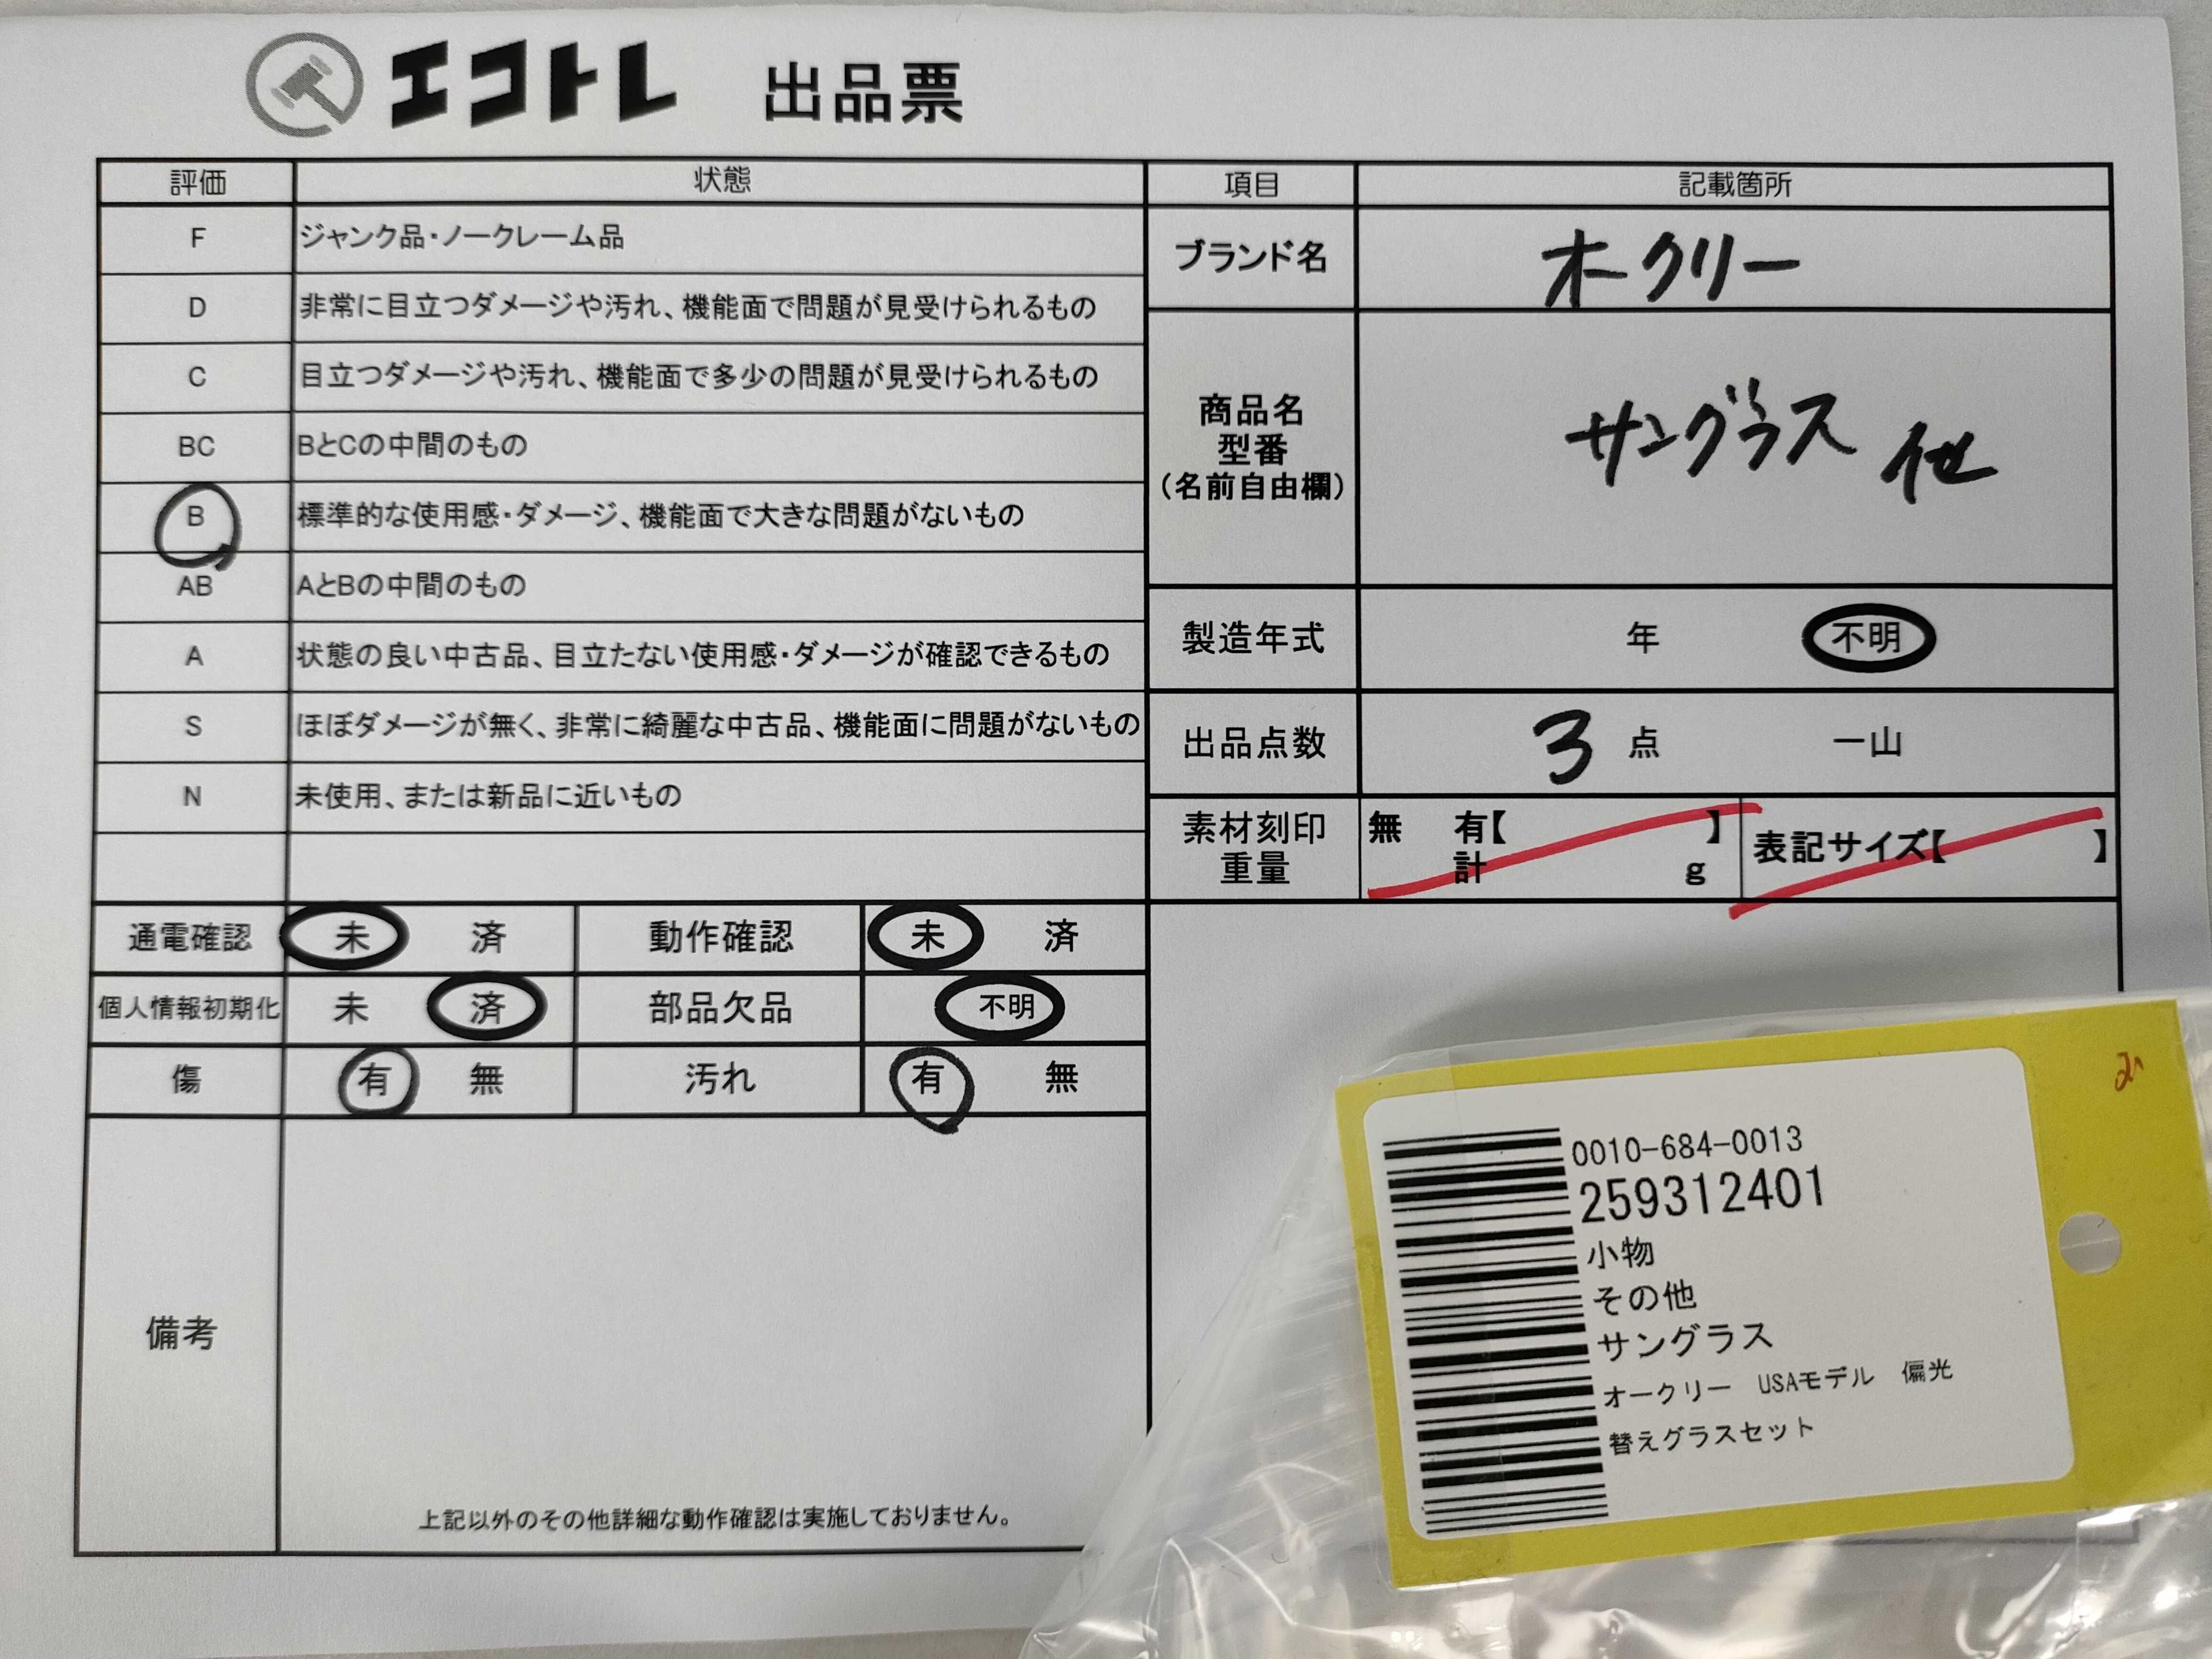 エコトレ 出品票
評価 状態
F ジャンク品・ノークレーム品
D 非常に目立つダメージや汚れ、機能面で問題が見受けられるもの
C 目立つダメージや汚れ、機能面で多少の問題が見受けられるもの
BC BとCの中間のもの
B 標準的な使用感・ダメージ、機能面で大きな問題がないもの
AB AとBの中間のもの
A 状態の良い中古品、目立たない使用感・ダメージが確認できるもの
S ほぼダメージが無く、非常に綺麗な中古品、機能面に問題がないもの
N 未使用、または新品に近いもの
通電確認 未 済 動作確認 未 済
個人情報初期化 未 済 部品欠品 不明
傷 有 無 汚れ 有 無
備考
上記以外のその他詳細な動作確認は実施しておりません。
項目 記載箇所
ブランド名 オークリー
商品名
型番
(名前自由欄)
サングラス 他
製造年式 年 不明
出品点数 3 点 一山
素材刻印
重量
無 有【 】
計 g
表記サイズ【 】
0010-684-0013
259312401
小物
その他
サングラス
オークリー USAモデル 偏光
替えグラスセット